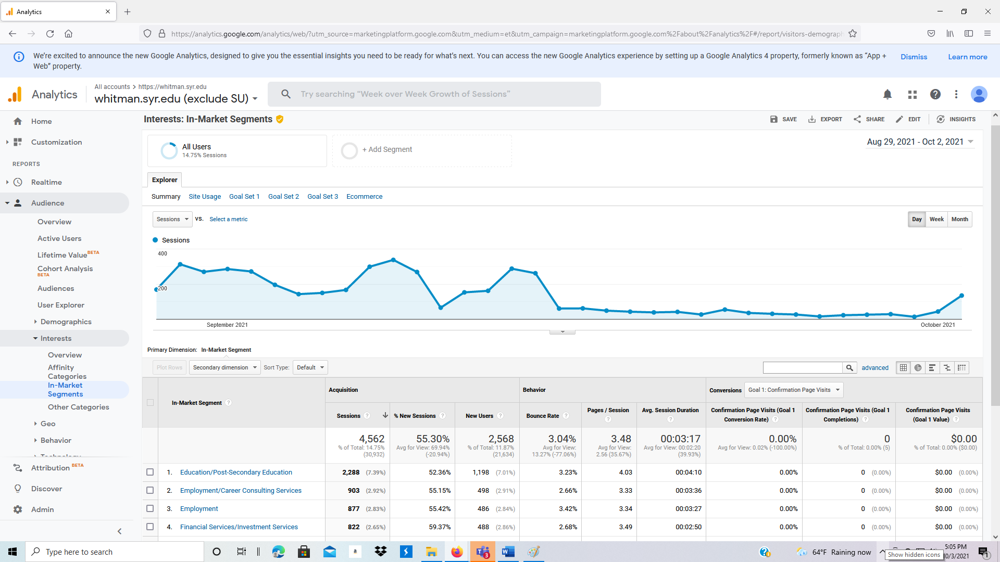 Analytics
https://analytics.google.com/analytics/web/?utm_source=marketingplatform.google.com&utm_medium=et&utm_campaign=marketingplatform.google.com%2Fabout%2Fanalytics%2F#/report/visitors-demograph
We're excited to announce the new Google Analytics, designed to give you the essential insights you need to be ready for what's next. You can access the new Google Analytics experience by setting up a Google Analytics 4 property, formerly known as “App +
Web” property.
Dismiss
Learn more
Analytics
All accounts > https://whitman.syr.edu
whitman.syr.edu (exclude SU)
Try searching “Week over Week Growth of Sessions”
Home
Customization
REPORTS
Realtime
Audience
Overview
Active Users
Lifetime Value BETA
Cohort Analysis
BETA
Audiences
User Explorer
Demographics
Interests
Overview
Affinity
Categories
In-Market
Segments
Other Categories
Geo
Behavior
Technology
Attribution BETA
Discover
Admin
Interests: In-Market Segments
SAVE EXPORT SHARE EDIT INSIGHTS
All Users
14.75% Sessions
+ Add Segment
Aug 29, 2021 - Oct 2, 2021
Explorer
Summary Site Usage Goal Set 1 Goal Set 2 Goal Set 3 Ecommerce
Sessions VS. Select a metric
Day Week Month
Sessions
400
200
September 2021
October 2021
Primary Dimension: In-Market Segment
Plot Rows Secondary dimension Sort Type: Default
advanced
In-Market Segment ?
Acquisition
Behavior
Conversions Goal 1: Confirmation Page Visits
Sessions ? % New Sessions ? New Users ? Bounce Rate ? Pages / Session ? Avg. Session Duration ? Confirmation Page Visits (Goal 1 Conversion Rate) ? Confirmation Page Visits (Goal 1 Completions) ? Confirmation Page Visits (Goal 1 Value) ?
4,562 55.30% 2,568 3.04% 3.48 00:03:17 0.00% 0 $0.00
% of Total: 14.75% (30,932) Avg for View: 69.94% (-20.94%) % of Total: 11.87% (21,634) Avg for View: 13.27% (-77.06%) Avg for View: 2.56 (35.67%) Avg for View: 00:02:20 (39.93%) Avg for View: 0.02% (-100.00%) % of Total: 0.00% (5) % of Total: 0.00% ($0.00)
1. Education/Post-Secondary Education 2,288 (7.39%) 52.36% 1,198 (7.01%) 3.23% 4.03 00:04:10 0.00% 0 (0.00%) $0.00 (0.00%)
2. Employment/Career Consulting Services 903 (2.92%) 55.15% 498 (2.91%) 2.66% 3.33 00:03:36 0.00% 0 (0.00%) $0.00 (0.00%)
3. Employment 877 (2.83%) 55.42% 486 (2.84%) 3.42% 3.34 00:03:27 0.00% 0 (0.00%) $0.00 (0.00%)
4. Financial Services/Investment Services 822 (2.65%) 59.37% 488 (2.86%) 2.68% 3.49 00:02:50 0.00% 0 (0.00%) $0.00 (0.00%)
Type here to search
a
3
64°F Raining now
Show hidden icons
5:05 PM
10/3/2021
1